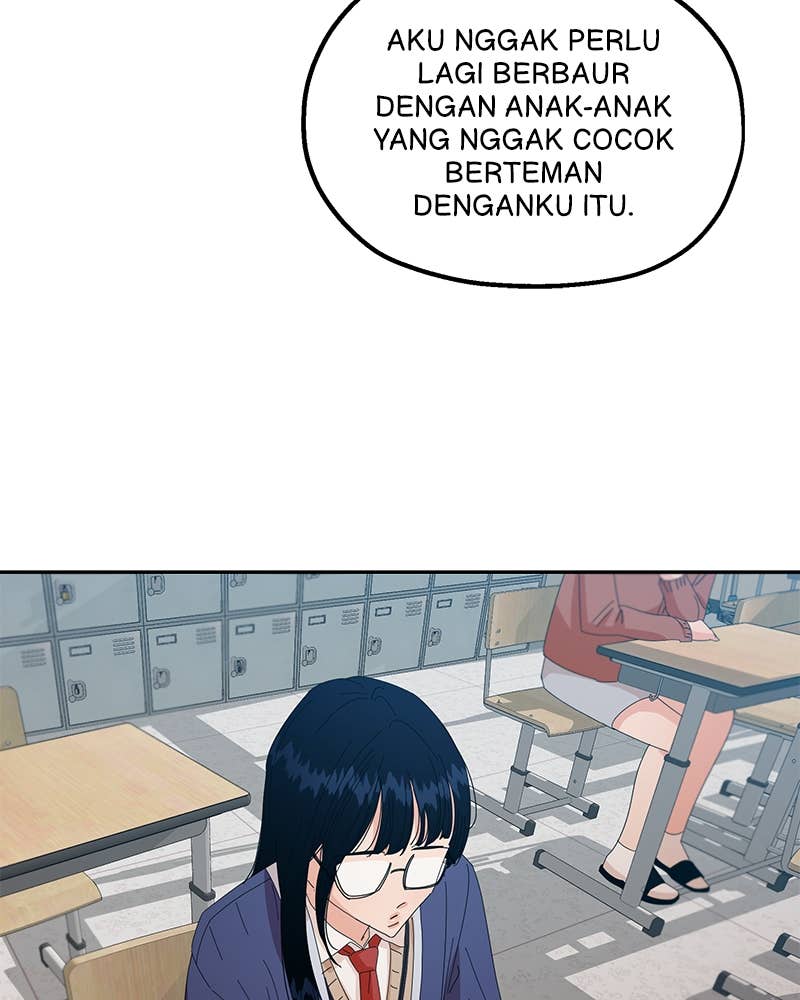 AKU NGGAK PERLU
LAGI BERBAUR
DENGAN ANAK-ANAK
YANG NGGAK COCOK
BERTEMAN
DENGANKU ITU.